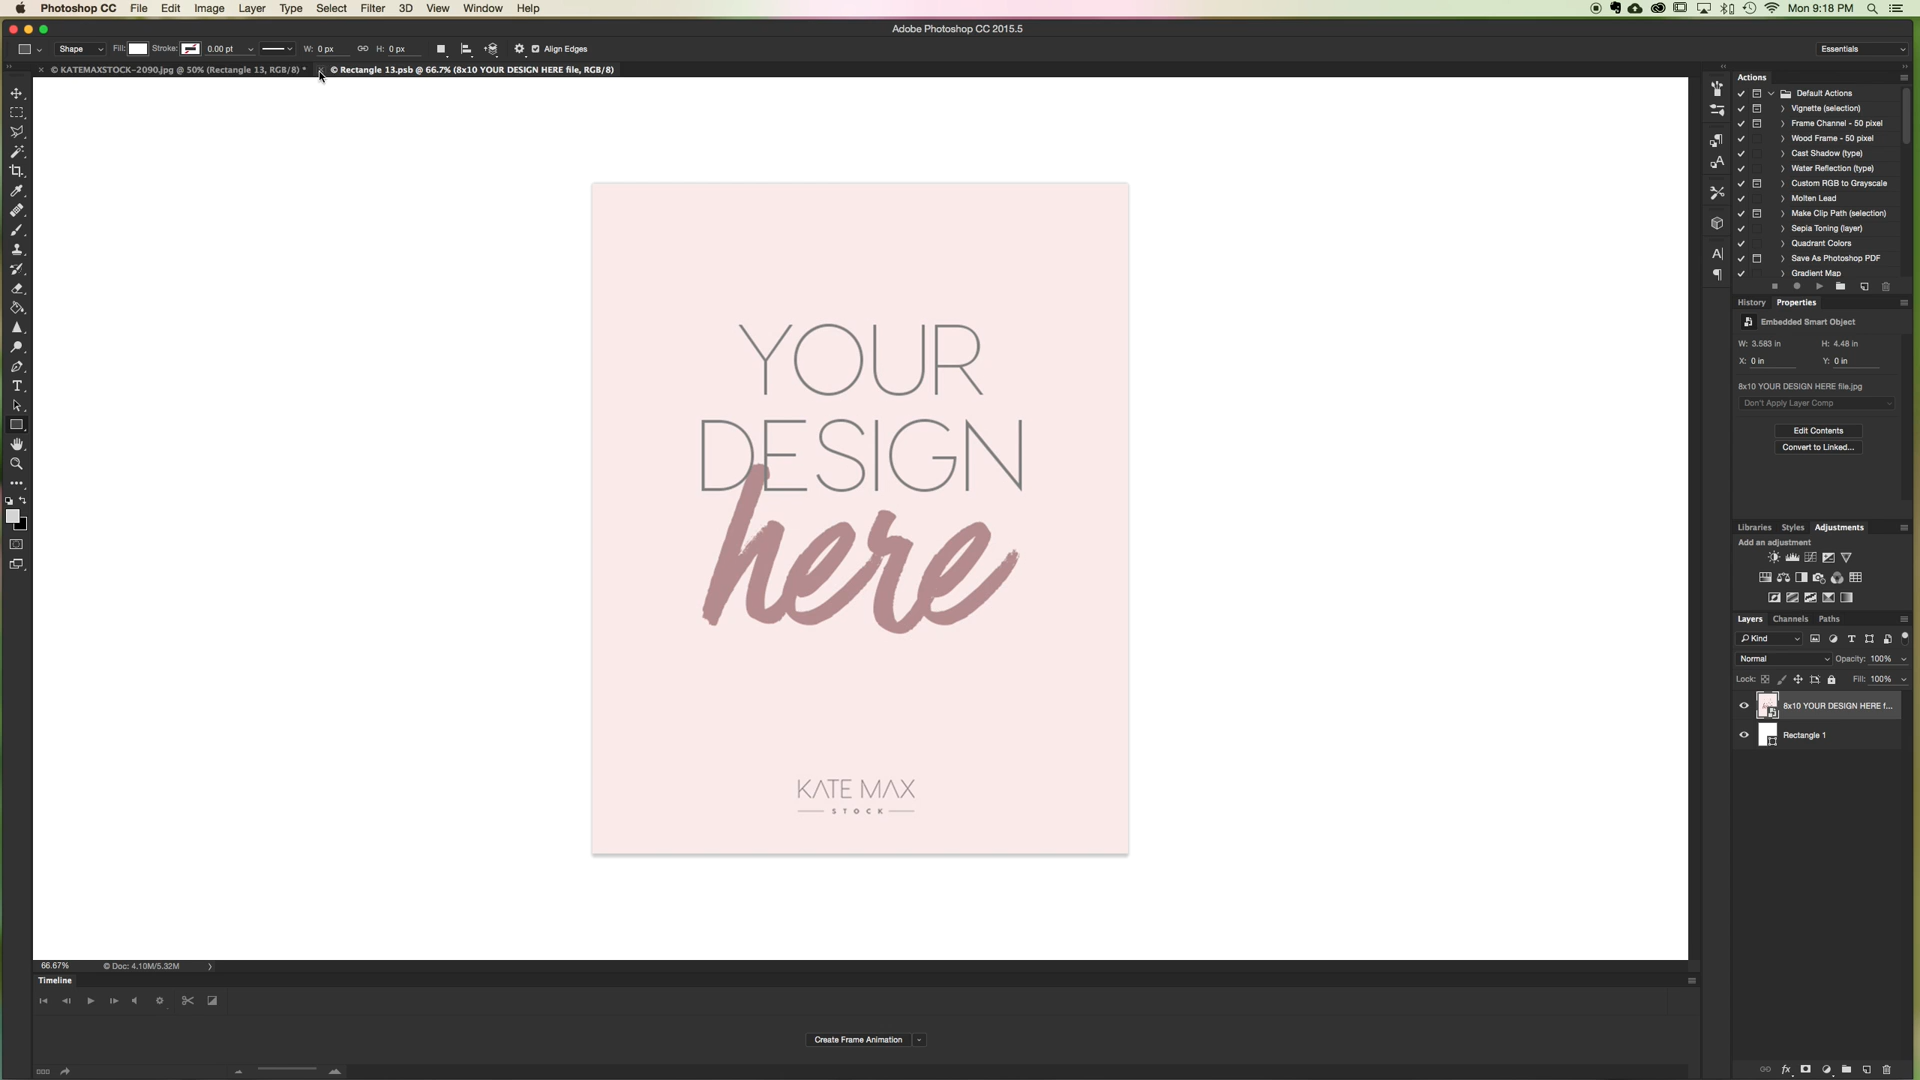 Photoshop CC File Edit Image Layer Type Select Filter 3D View Window Help Mon 9:18 PM
Adobe Photoshop CC 2015.5
Shape Fill: Stroke: 0.00 pt W: 0 px H: 0 px Align Edges Essentials
× © KATEMAXSTOCK-2090.jpg @ 50% (Rectangle 13, RGB/8) * © Rectangle 13.psb @ 66.7% (8x10 YOUR DESIGN HERE file, RGB/8)
YOUR
DESIGN
here
KATE MAX
STOCK
66.67% © Doc: 4.10M/5.32M
Timeline
Create Frame Animation
Actions
Default Actions
Vignette (selection)
Frame Channel - 50 pixel
Wood Frame - 50 pixel
Cast Shadow (type)
Water Reflection (type)
Custom RGB to Grayscale
Molten Lead
Make Clip Path (selection)
Sepia Toning (layer)
Quadrant Colors
Save As Photoshop PDF
Gradient Map
History Properties
Embedded Smart Object
W: 3.583 in H: 4.48 in
X: 0 in Y: 0 in
8x10 YOUR DESIGN HERE file.jpg
Don't Apply Layer Comp
Edit Contents
Convert to Linked...
Libraries Styles Adjustments
Add an adjustment
Layers Channels Paths
Kind
Normal Opacity: 100%
Lock: Fill: 100%
8x10 YOUR DESIGN HERE f...
Rectangle 1